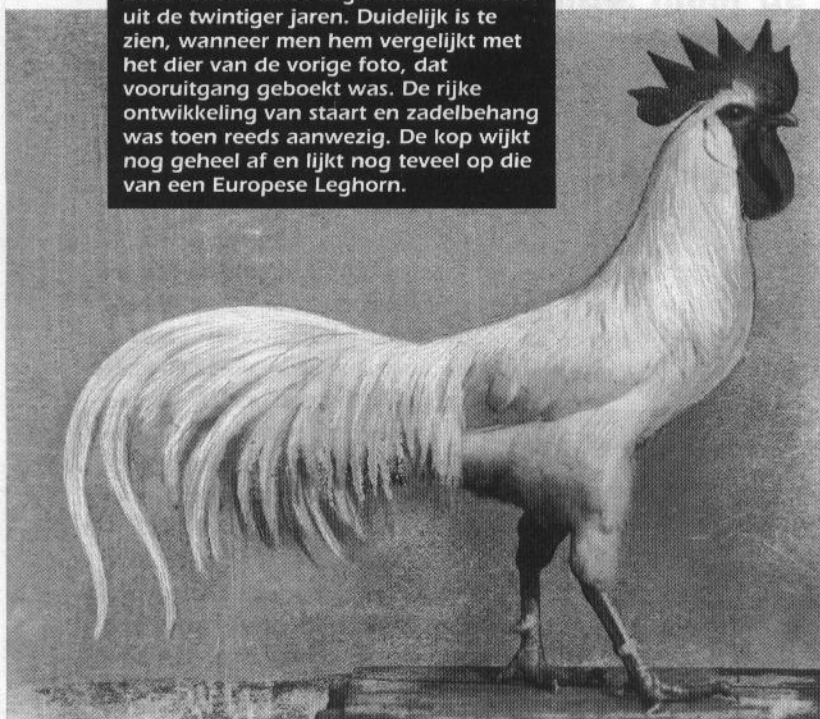 uit de twintiger jaren. Duidelijk is te
zien, wanneer men hem vergelijkt met
het dier van de vorige foto, dat
vooruitgang geboekt was. De rijke
ontwikkeling van staart en zadelbehang
was toen reeds aanwezig. De kop wijkt
nog geheel af en lijkt nog teveel op die
van een Europese Leghorn.